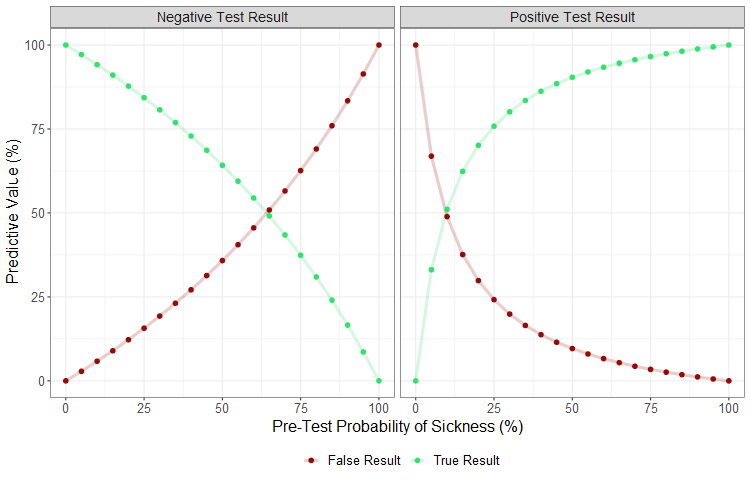 Negative Test Result
Positive Test Result
Predictive Value (%)
100
75
50
25
0
0 25 50 75 100
0 25 50 75 100
Pre-Test Probability of Sickness (%)
False Result True Result